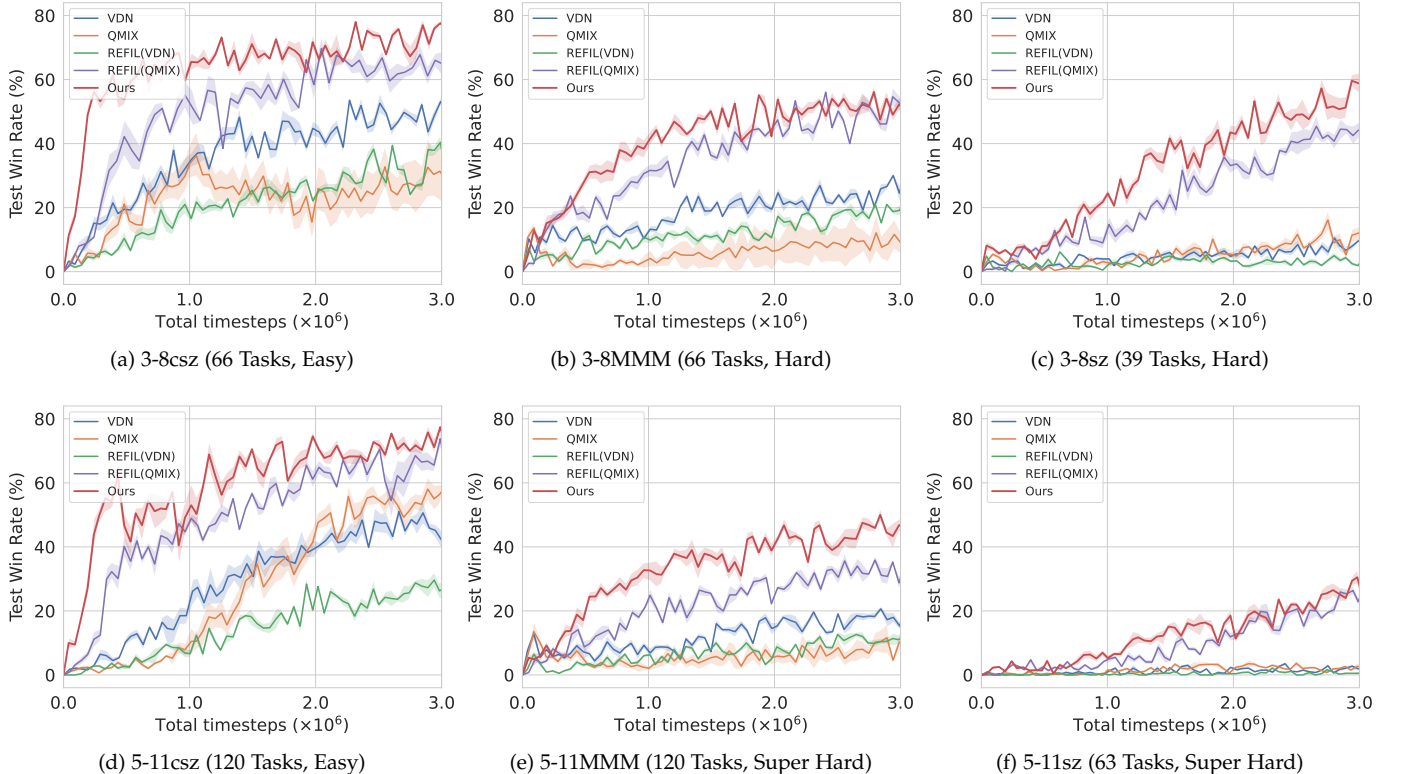 80
60
40
20
0
Test Win Rate (%)
VDN
QMIX
REFIL(VDN)
REFIL(QMIX)
Ours
0.0 1.0 2.0 3.0
Total timesteps (×10⁶)
(a) 3-8csz (66 Tasks, Easy)
80
60
40
20
0
Test Win Rate (%)
VDN
QMIX
REFIL(VDN)
REFIL(QMIX)
Ours
0.0 1.0 2.0 3.0
Total timesteps (×10⁶)
(b) 3-8MMM (66 Tasks, Hard)
80
60
40
20
0
Test Win Rate (%)
VDN
QMIX
REFIL(VDN)
REFIL(QMIX)
Ours
0.0 1.0 2.0 3.0
Total timesteps (×10⁶)
(c) 3-8sz (39 Tasks, Hard)
80
60
40
20
0
Test Win Rate (%)
VDN
QMIX
REFIL(VDN)
REFIL(QMIX)
Ours
0.0 1.0 2.0 3.0
Total timesteps (×10⁶)
(d) 5-11csz (120 Tasks, Easy)
80
60
40
20
0
Test Win Rate (%)
VDN
QMIX
REFIL(VDN)
REFIL(QMIX)
Ours
0.0 1.0 2.0 3.0
Total timesteps (×10⁶)
(e) 5-11MMM (120 Tasks, Super Hard)
80
60
40
20
0
Test Win Rate (%)
VDN
QMIX
REFIL(VDN)
REFIL(QMIX)
Ours
0.0 1.0 2.0 3.0
Total timesteps (×10⁶)
(f) 5-11sz (63 Tasks, Super Hard)